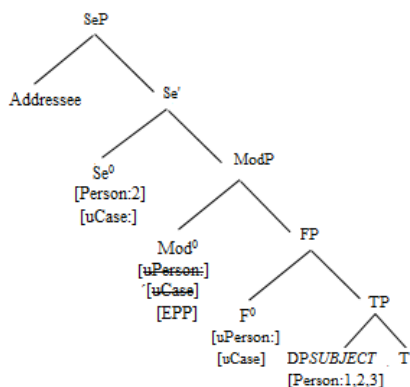 SeP
Addressee Se'
Se⁰ ModP
[Person:2]
[uCase:]
Mod⁰ FP
[uPerson:]
´[uCase]
[EPP]
F⁰ TP
[uPerson:]
[uCase]
DPSUBJECT . T
[Person:1,2,3]